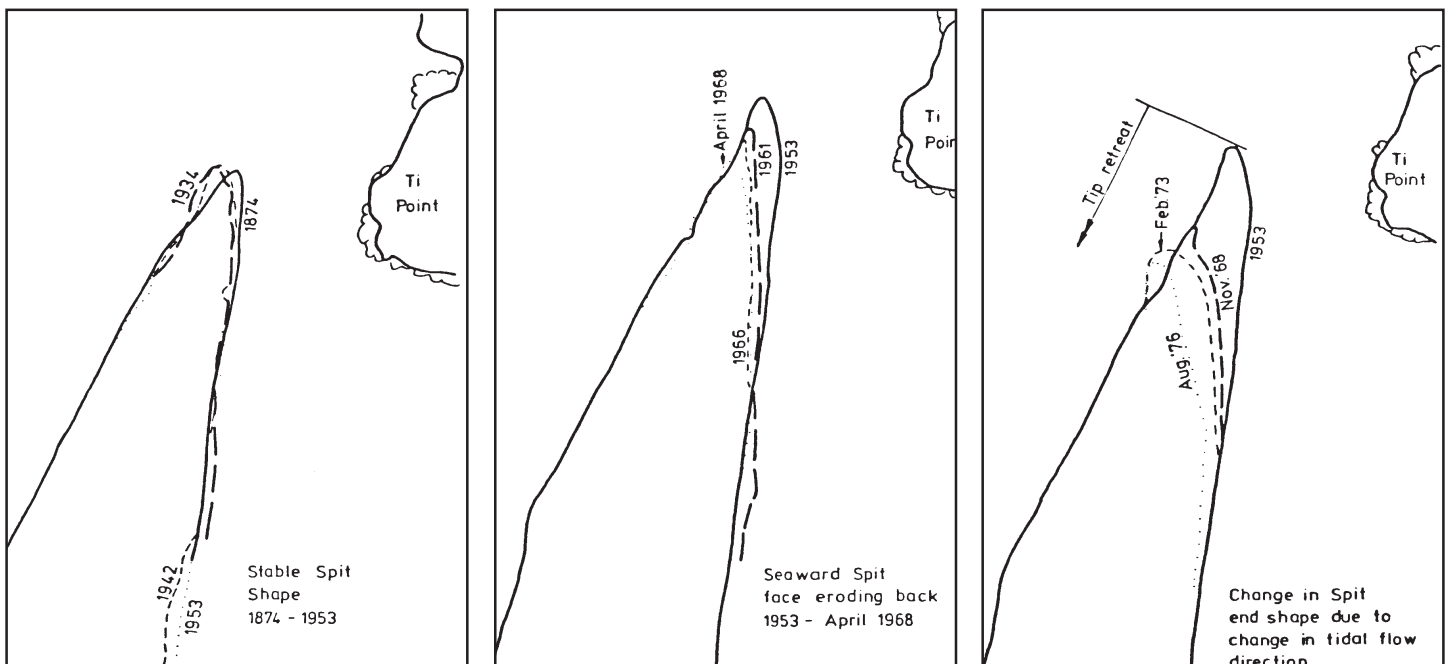 1934
1874
Ti
Point
1942
1953
Stable Spit
Shape
1874 - 1953
April 1968
1961
1953
1966
Ti
Poin
Seaward Spit
face eroding back
1953 - April 1968
Tip retreat
Feb.'73
Nov.'68
1953
Aug.'76
Ti
Point
Change in Spit
end shape due to
change in tidal flow
direction